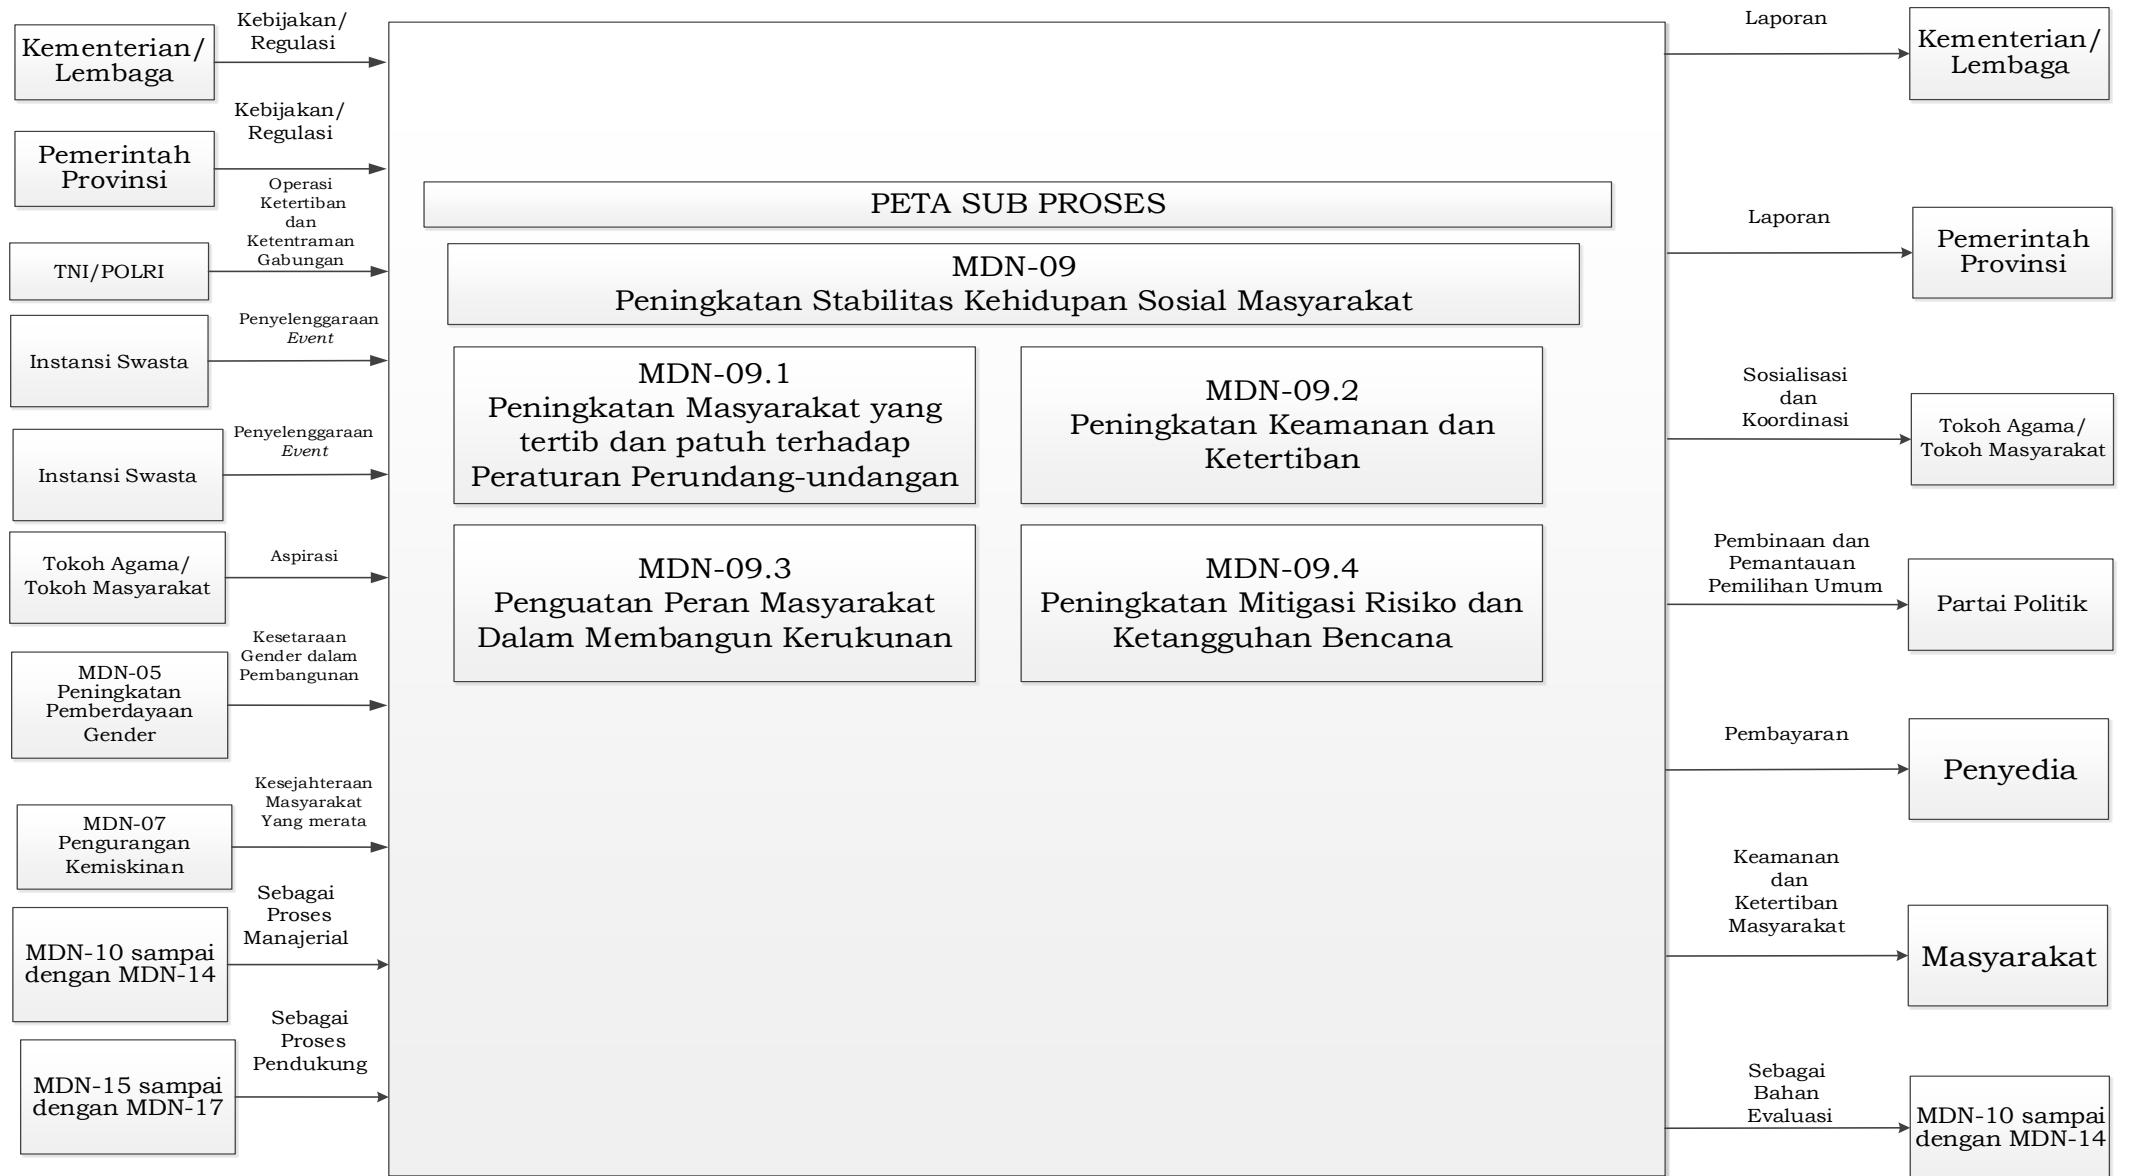 Kementerian/
Lembaga
Kebijakan/
Regulasi
Pemerintah
Provinsi
Kebijakan/
Regulasi
TNI/POLRI
Operasi
Ketertiban
dan
Ketentraman
Gabungan
Instansi Swasta
Penyelenggaraan
Event
Instansi Swasta
Penyelenggaraan
Event
Tokoh Agama/
Tokoh Masyarakat
Aspirasi
MDN-05
Peningkatan
Pemberdayaan
Gender
Kesetaraan
Gender dalam
Pembangunan
MDN-07
Pengurangan
Kemiskinan
Kesejahteraan
Masyarakat
Yang merata
MDN-10 sampai
dengan MDN-14
Sebagai
Proses
Manajerial
MDN-15 sampai
dengan MDN-17
Sebagai
Proses
Pendukung
PETA SUB PROSES
MDN-09
Peningkatan Stabilitas Kehidupan Sosial Masyarakat
MDN-09.1
Peningkatan Masyarakat yang
tertib dan patuh terhadap
Peraturan Perundang-undangan
MDN-09.2
Peningkatan Keamanan dan
Ketertiban
MDN-09.3
Penguatan Peran Masyarakat
Dalam Membangun Kerukunan
MDN-09.4
Peningkatan Mitigasi Risiko dan
Ketangguhan Bencana
Laporan
Kementerian/
Lembaga
Laporan
Pemerintah
Provinsi
Sosialisasi
dan
Koordinasi
Tokoh Agama/
Tokoh Masyarakat
Pembinaan dan
Pemantauan
Pemilihan Umum
Partai Politik
Pembayaran
Penyedia
Keamanan
dan
Ketertiban
Masyarakat
Masyarakat
Sebagai
Bahan
Evaluasi
MDN-10 sampai
dengan MDN-14